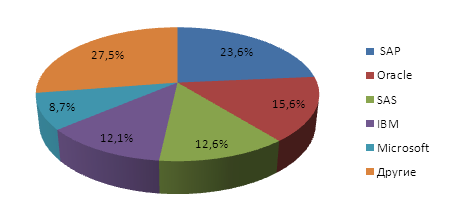 27,5%
23,6%
SAP
Oracle
8,7%
15,6%
SAS
12,1%
12,6%
IBM
Microsoft
Другие